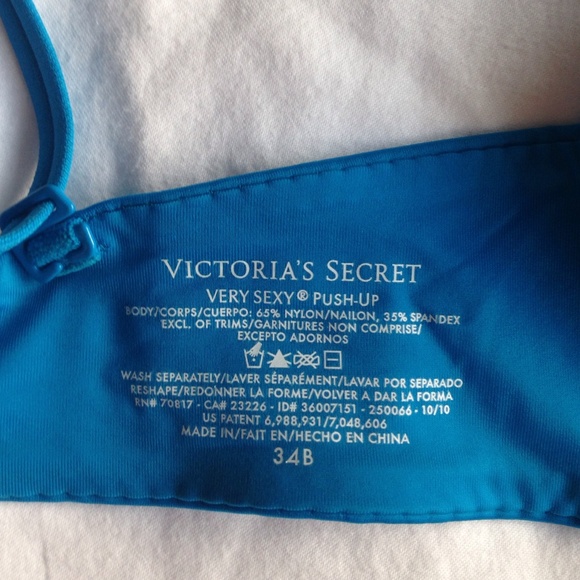 VICTORIA'S SECRET
VERY SEXY® PUSH-UP
BODY/CORPS/CUERPO: 65% NYLON/NAILON, 35% SPANDEX
EXCL. OF TRIMS/GARNITURES NON COMPRISE/
EXCEPTO ADORNOS
WASH SEPARATELY/LAVER SÉPARÉMENT/LAVAR POR SEPARADO
RESHAPE/REDONNER LA FORME/VOLVER A DAR LA FORMA
RN# 70817 - CA# 23226 - ID# 36007151 - 250066 - 10/10
US PATENT 6,988,931/7,048,606
MADE IN/FAIT EN/HECHO EN CHINA
34B